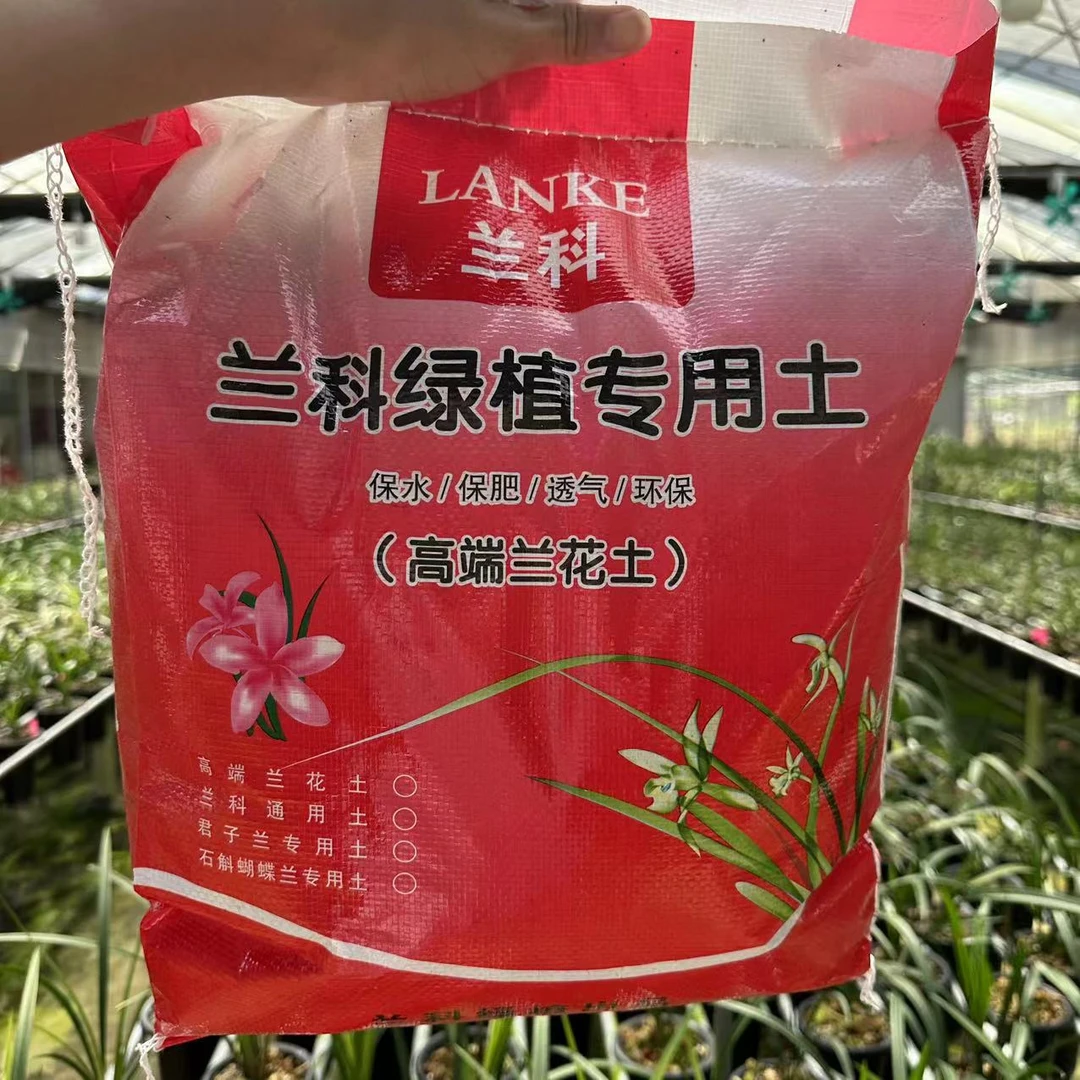 LANKE
兰科
兰科绿植专用土
保水/保肥/透气/环保
(高端兰花土)
高端兰花土○
兰科通用土○
君子兰专用土○
石斛蝴蝶兰专用土○